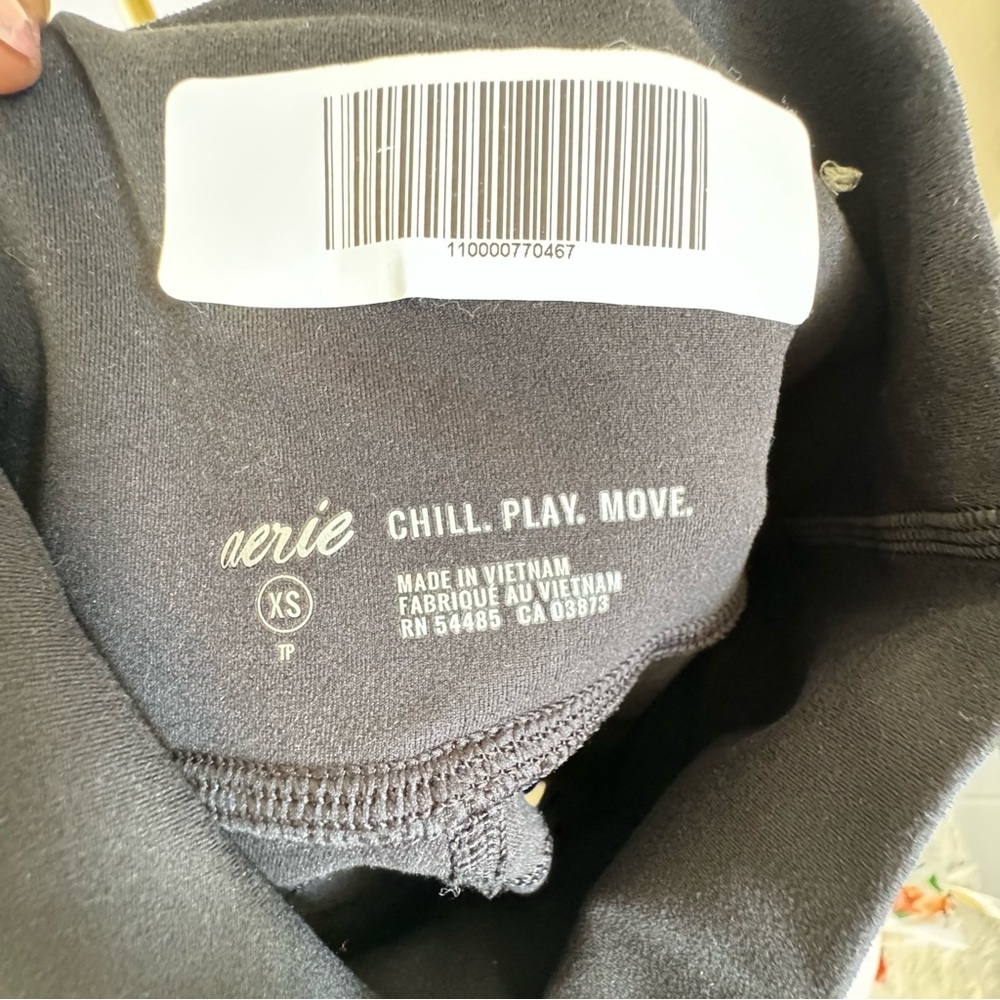 110000770467
aerie CHILL. PLAY. MOVE.
XS
TP
MADE IN VIETNAM
FABRIQUÉ AU VIETNAM
RN 54485 CA 03873